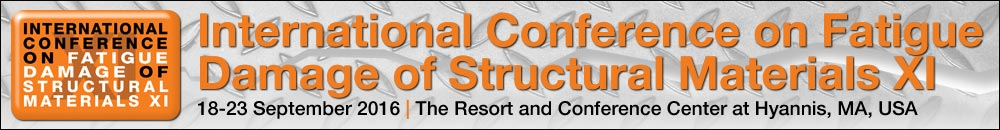 INTERNATIONAL
CONFERENCE
ON FATIGUE
DAMAGE OF
STRUCTURAL
MATERIALS XI
International Conference on Fatigue
Damage of Structural Materials XI
18-23 September 2016 | The Resort and Conference Center at Hyannis, MA, USA